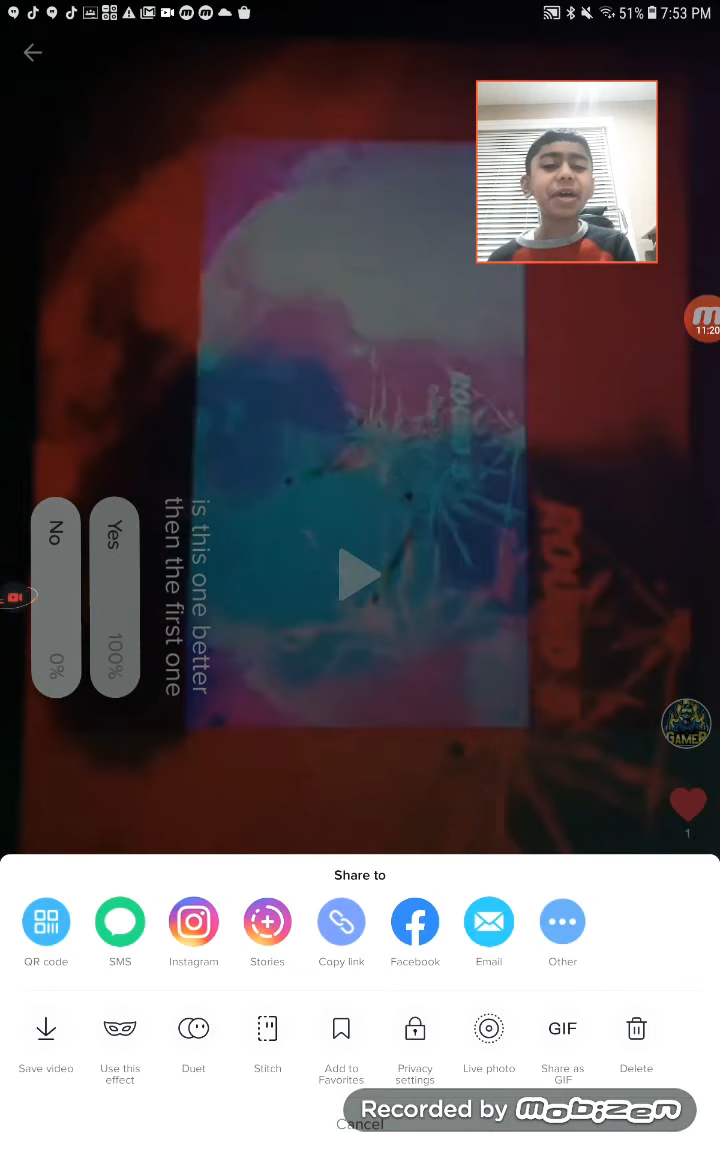 51% 7:53 PM
11:20
is this one better
then the first one
Yes 100%
No 0%
GAMER
1
Share to
QR code SMS Instagram Stories Copy link Facebook Email Other
GIF
Save video Use this effect Duet Stitch Add to Favorites Privacy settings Live photo Share as GIF Delete
Recorded by mobizen
Cancel